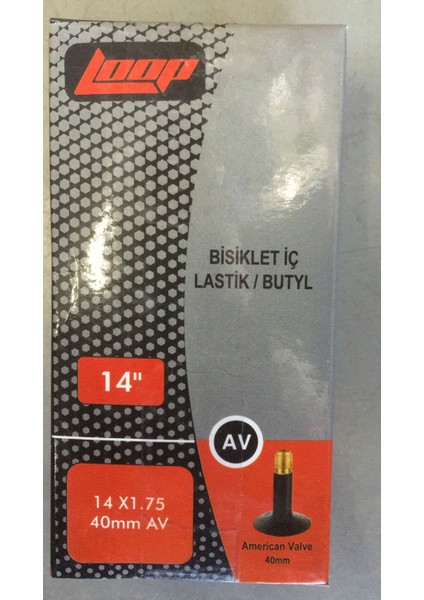 Loop
BİSİKLET İÇ
LASTİK / BUTYL
14"
AV
14 X1.75
40mm AV
American Valve
40mm